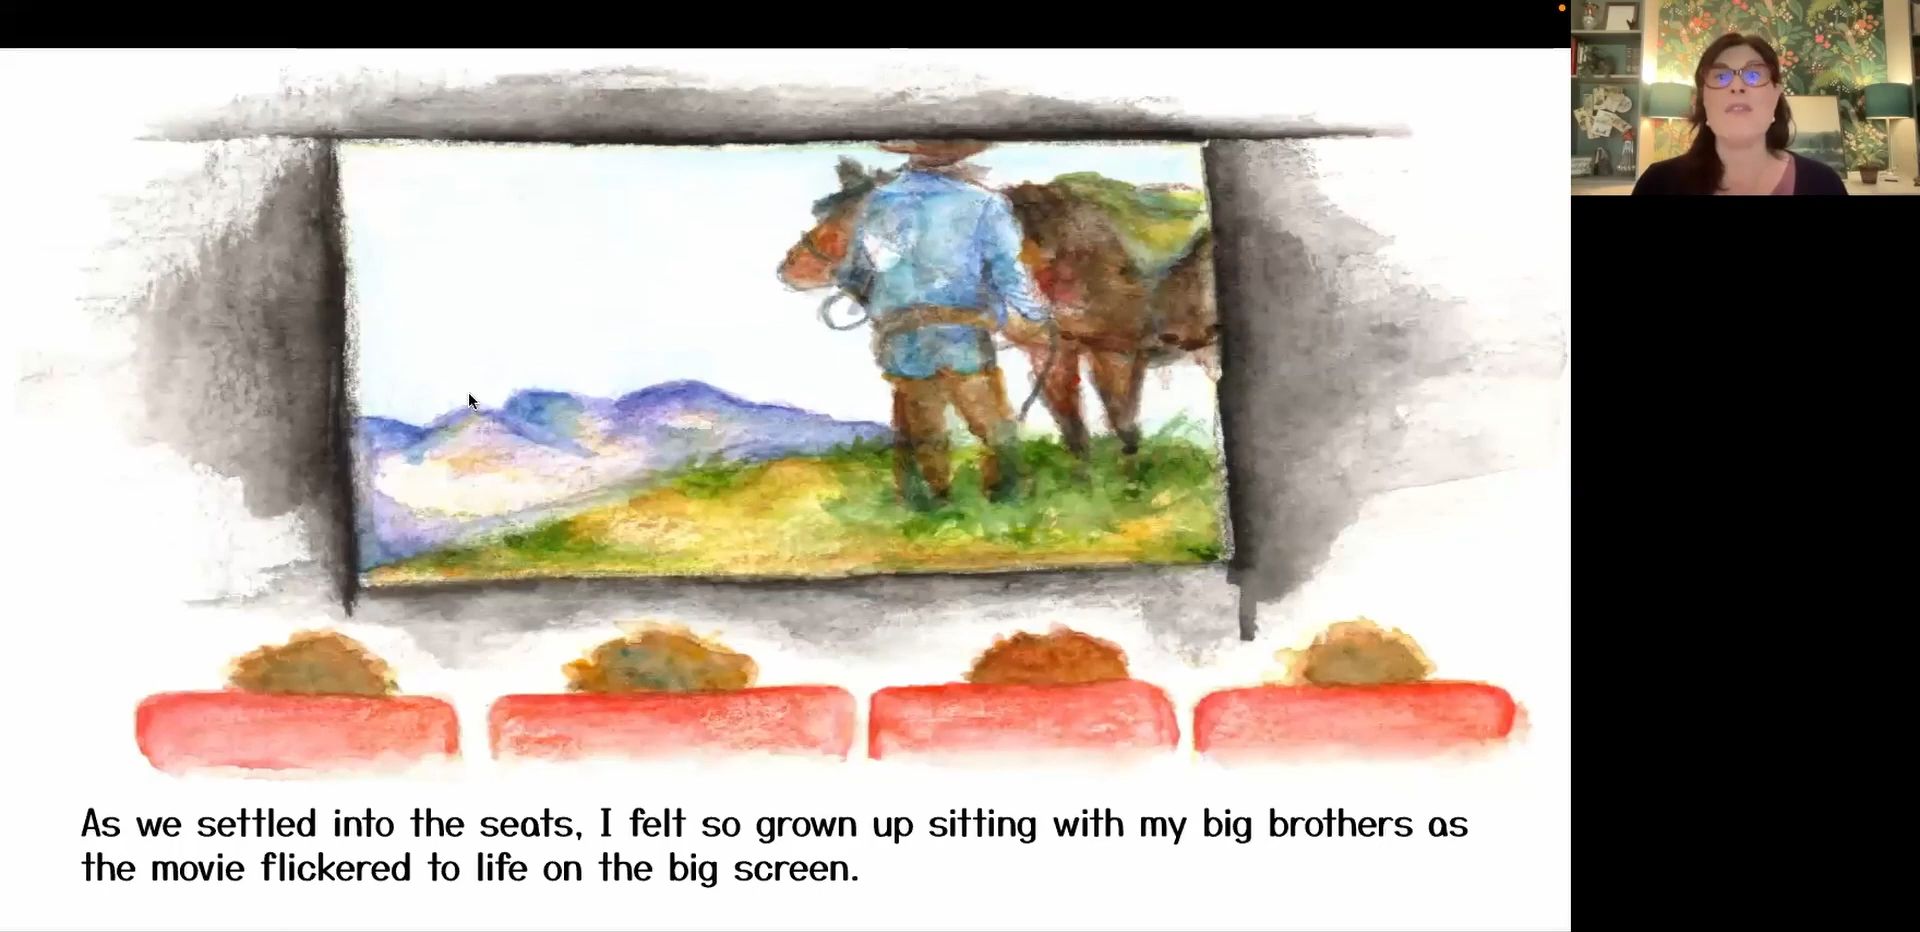 As we settled into the seats, I felt so grown up sitting with my big brothers as
the movie flickered to life on the big screen.